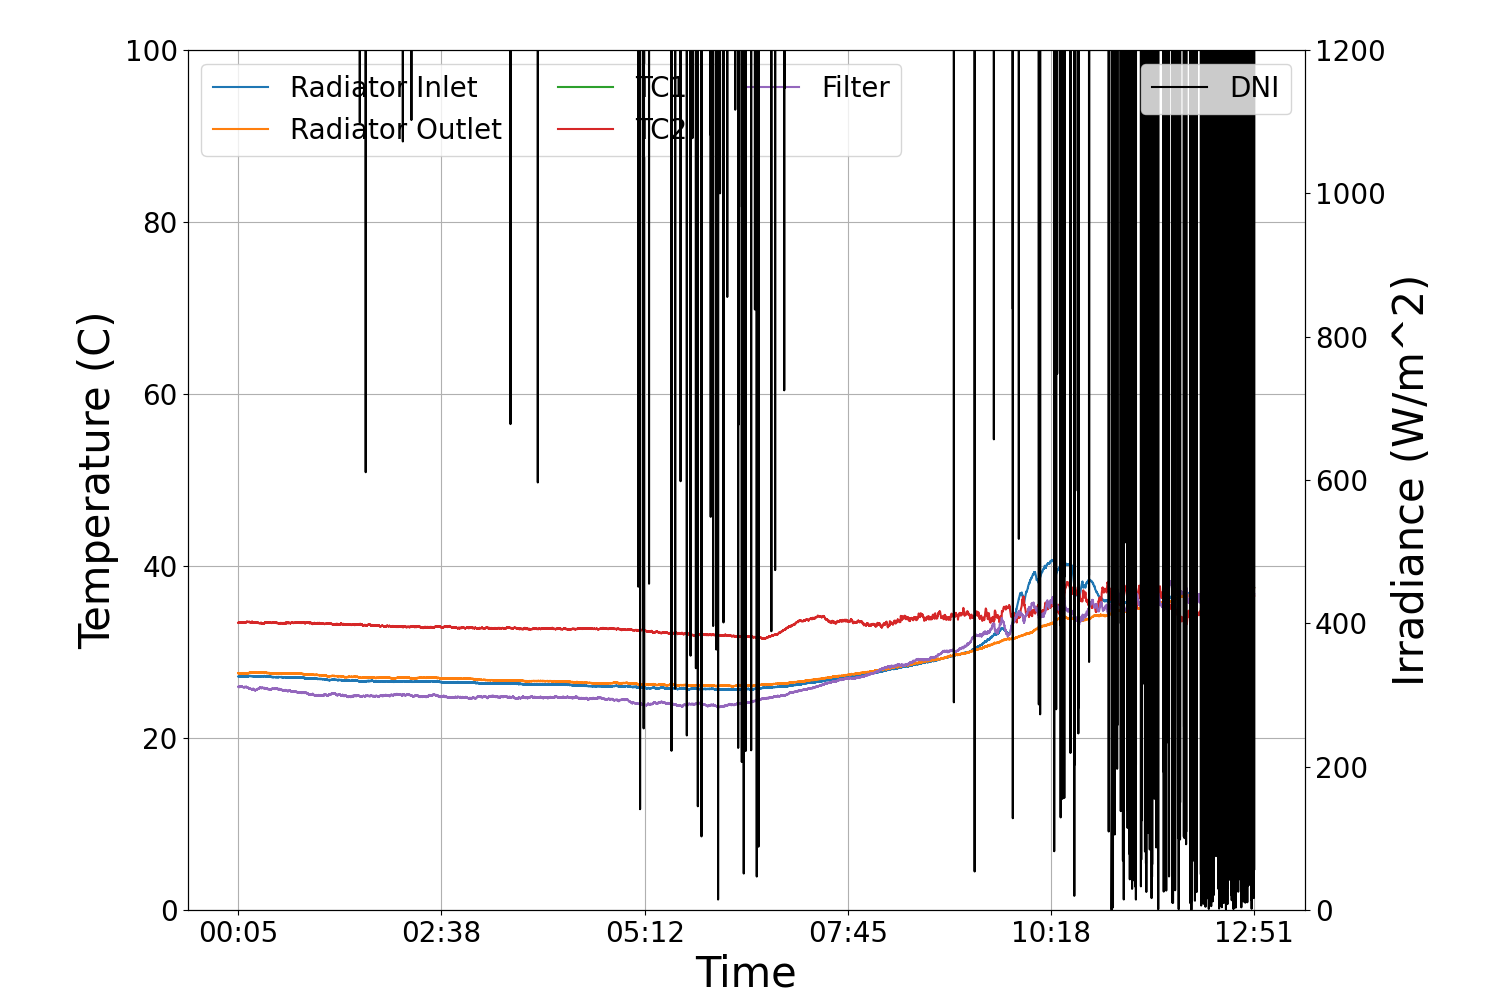 100
80
60
40
20
0
Temperature (C)
Radiator Inlet
Radiator Outlet
TC1
TC2
Filter
DNI
1200
1000
800
600
400
200
0
Irradiance (W/m^2)
00:05 02:38 05:12 07:45 10:18 12:51
Time